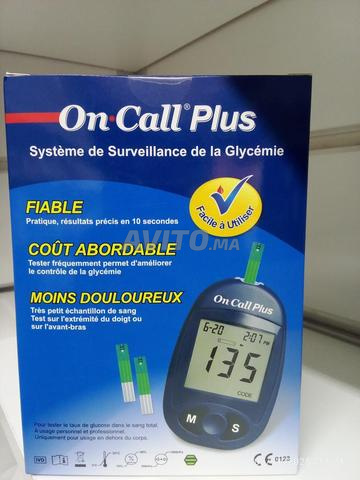 On·Call® Plus
Système de Surveillance de la Glycémie
FIABLE
Pratique, résultats précis en 10 secondes
Facile à Utiliser
COÛT ABORDABLE
AVITO.MA
Tester fréquemment permet d'améliorer
le contrôle de la glycémie
MOINS DOULOUREUX
Très petit échantillon de sang
Test sur l'extrémité du doigt ou
sur l'avant-bras
On Call Plus
6-20 2:07 PM
135
CODE
M S
Pour tester le taux de glucose dans le sang total.
À usage personnel et professionnel.
Uniquement pour usage en dehors du corps.
IVD
CE 0123